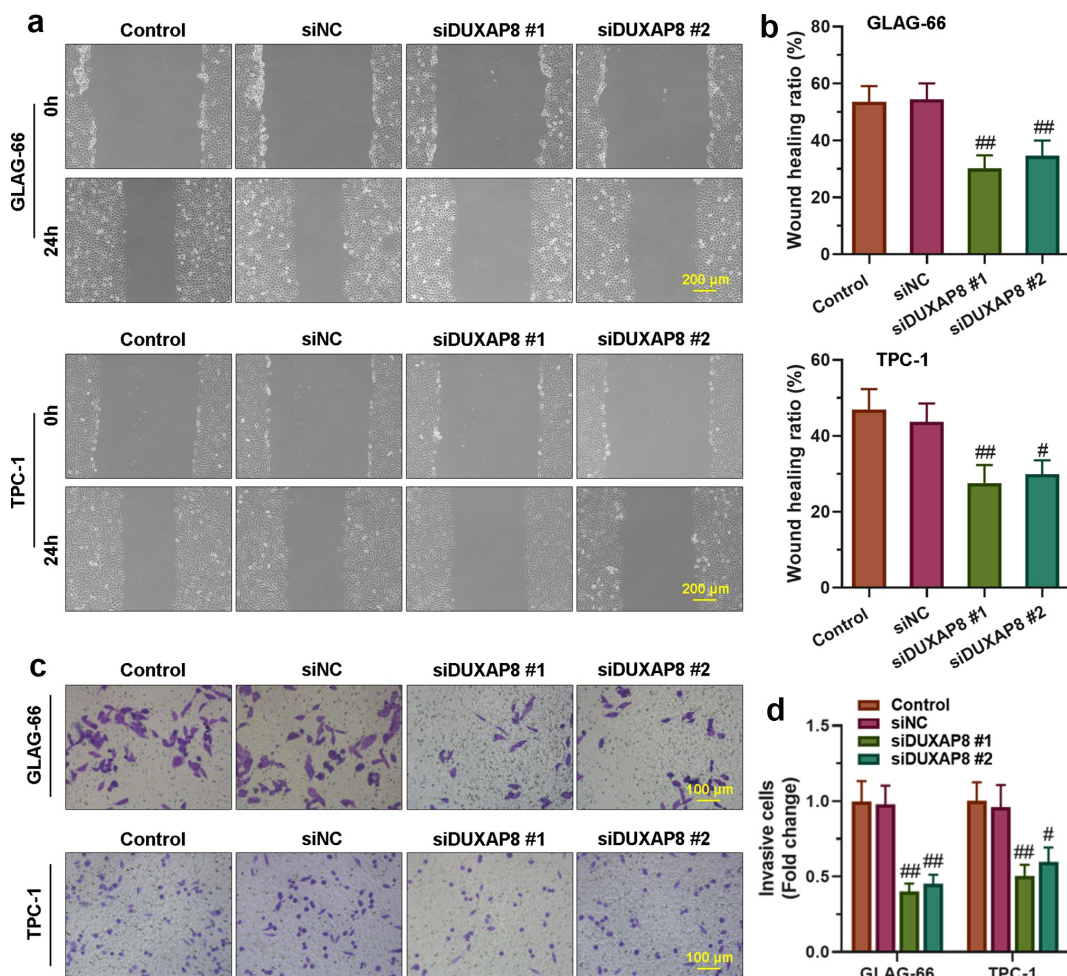 a
Control siNC siDUXAP8 #1 siDUXAP8 #2
GLAG-66
0h
24h
200 µm
Control siNC siDUXAP8 #1 siDUXAP8 #2
TPC-1
0h
24h
200 µm
b
GLAG-66
Wound healing ratio (%)
80
60
40
20
0
##
##
Control siNC siDUXAP8 #1 siDUXAP8 #2
TPC-1
Wound healing ratio (%)
60
40
20
0
##
#
Control siNC siDUXAP8 #1 siDUXAP8 #2
c
Control siNC siDUXAP8 #1 siDUXAP8 #2
GLAG-66
100 µm
Control siNC siDUXAP8 #1 siDUXAP8 #2
TPC-1
100 µm
d
Control
siNC
siDUXAP8 #1
siDUXAP8 #2
Invasive cells
(Fold change)
1.5
1.0
0.5
0.0
## ##
## #
GLAG-66 TPC-1